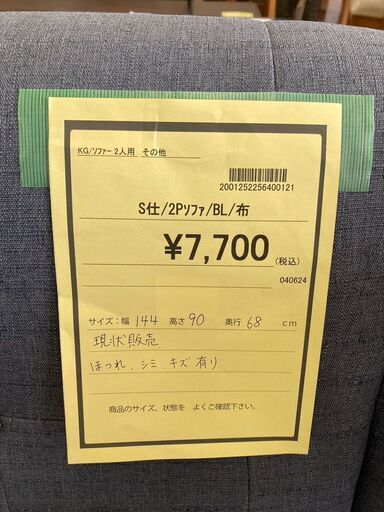 KG/ソファー 2人用 その他
2001252256400121
S仕/2Pソファ/BL/布
¥7,700(税込)
040624
サイズ:幅 144 高さ 90 奥行 68 cm
現状販売
ほつれ、シミ、キズ 有り
商品のサイズ、状態を よくご確認下さい。